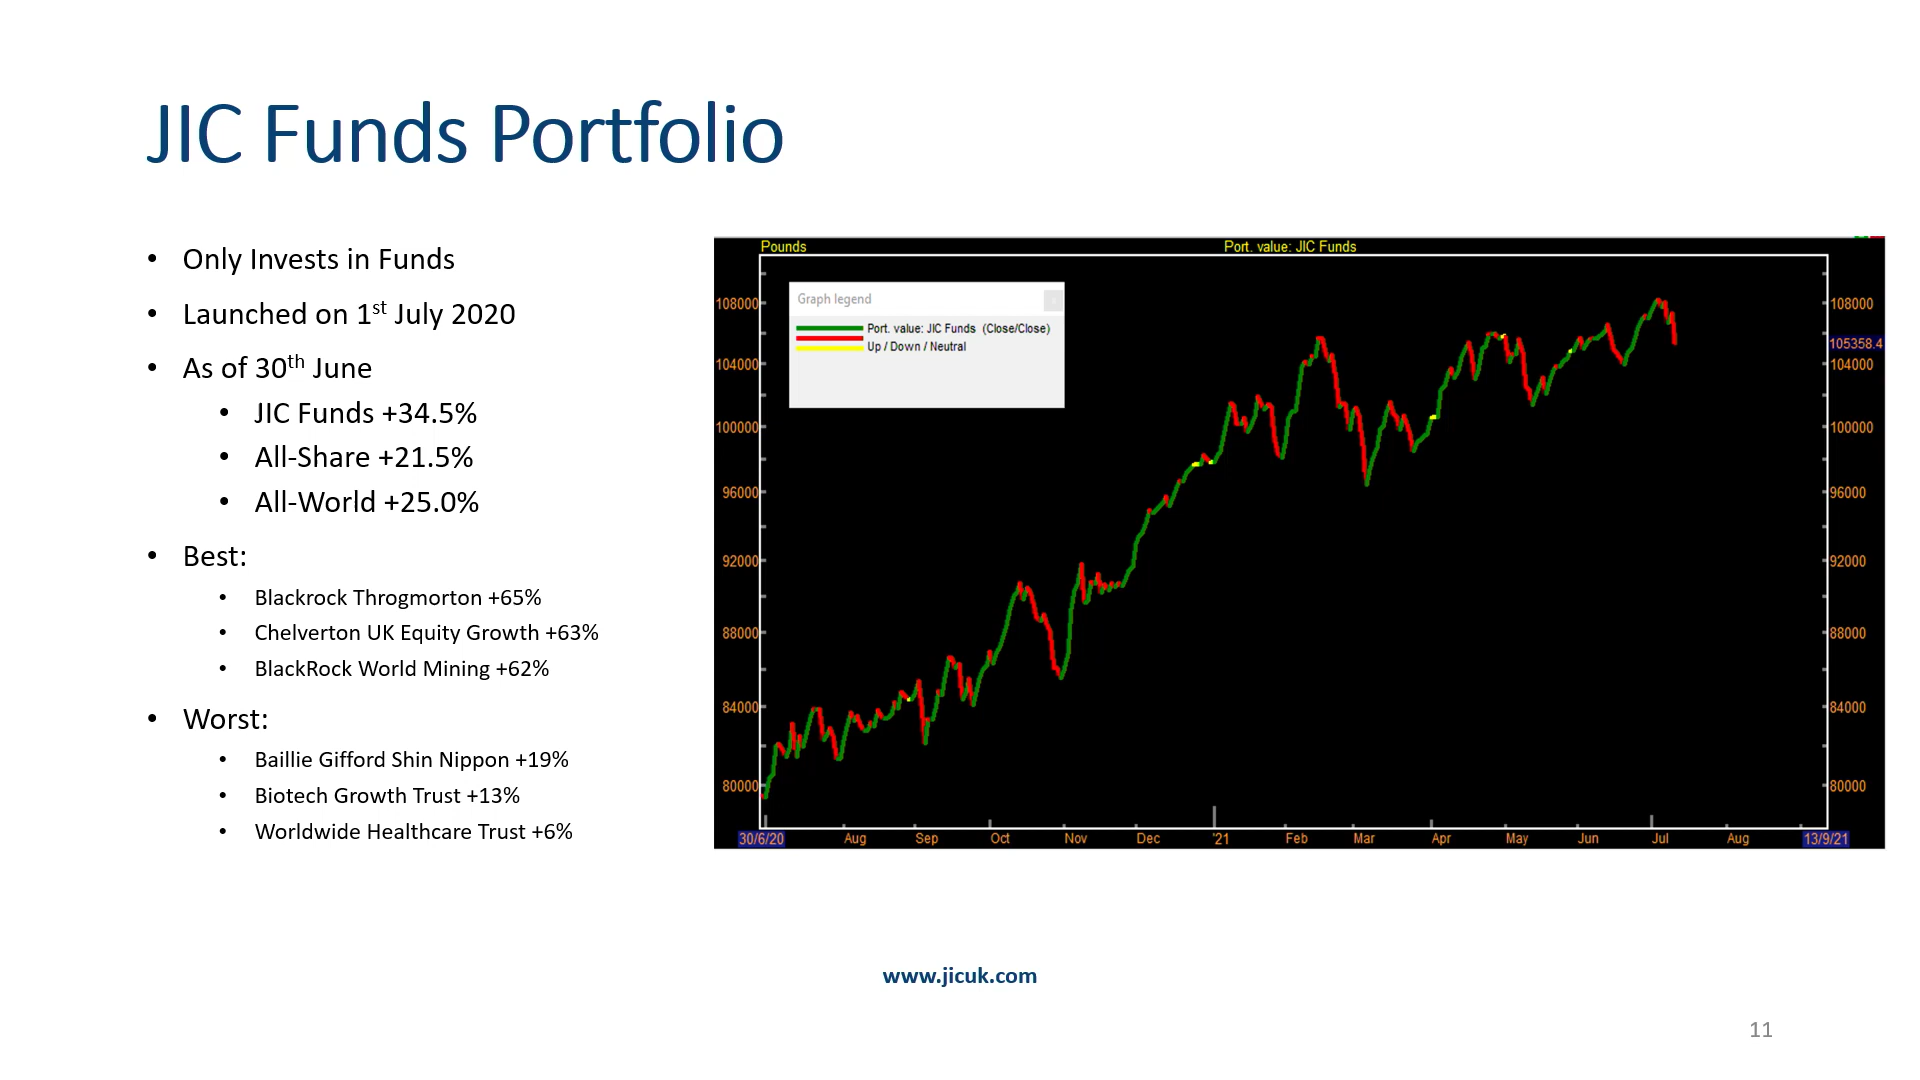 JIC Funds Portfolio
• Only Invests in Funds
• Launched on 1st July 2020
• As of 30th June
• JIC Funds +34.5%
• All-Share +21.5%
• All-World +25.0%
• Best:
• Blackrock Throgmorton +65%
• Chelverton UK Equity Growth +63%
• BlackRock World Mining +62%
• Worst:
• Baillie Gifford Shin Nippon +19%
• Biotech Growth Trust +13%
• Worldwide Healthcare Trust +6%
Pounds Port. value: JIC Funds
Graph legend
Port. value: JIC Funds (Close/Close)
Up / Down / Neutral
108000 108000
105358.4
104000 104000
100000 100000
96000 96000
92000 92000
88000 88000
84000 84000
80000 80000
30/6/20 Aug Sep Oct Nov Dec '21 Feb Mar Apr May Jun Jul Aug 13/9/21
www.jicuk.com
11